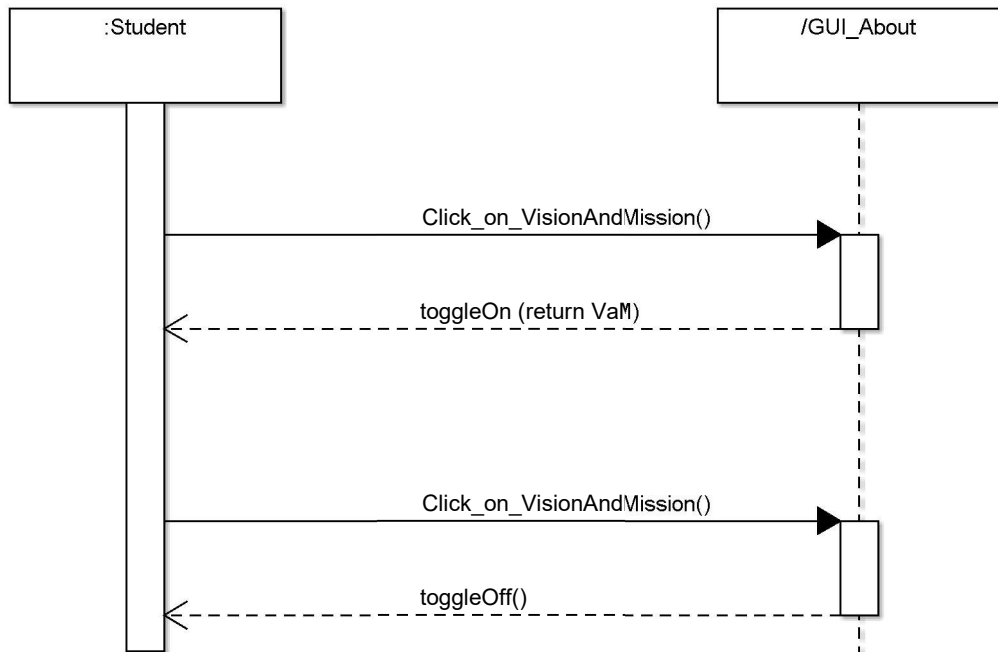 :Student
/GUI_About
Click_on_VisionAndMission()
toggleOn (return VaM)
Click_on_VisionAndMission()
toggleOff()